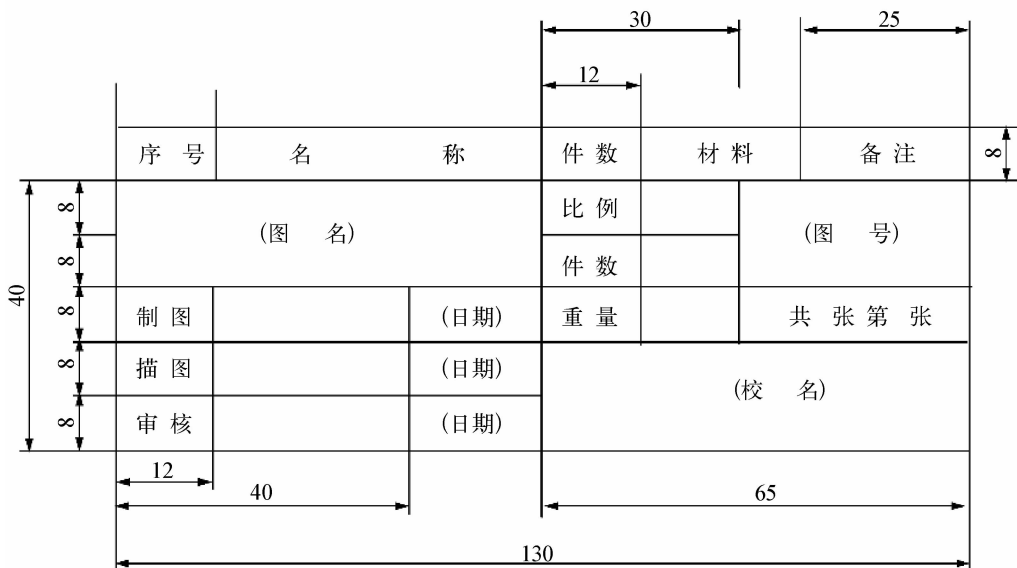 30
25
12
序 号
名 称
件 数
材 料
备 注
8
8
(图 名)
比 例
(图 号)
8
件 数
40
8
制 图
(日期)
重 量
共 张 第 张
8
描 图
(日期)
(校 名)
8
审 核
(日期)
12
40
65
130